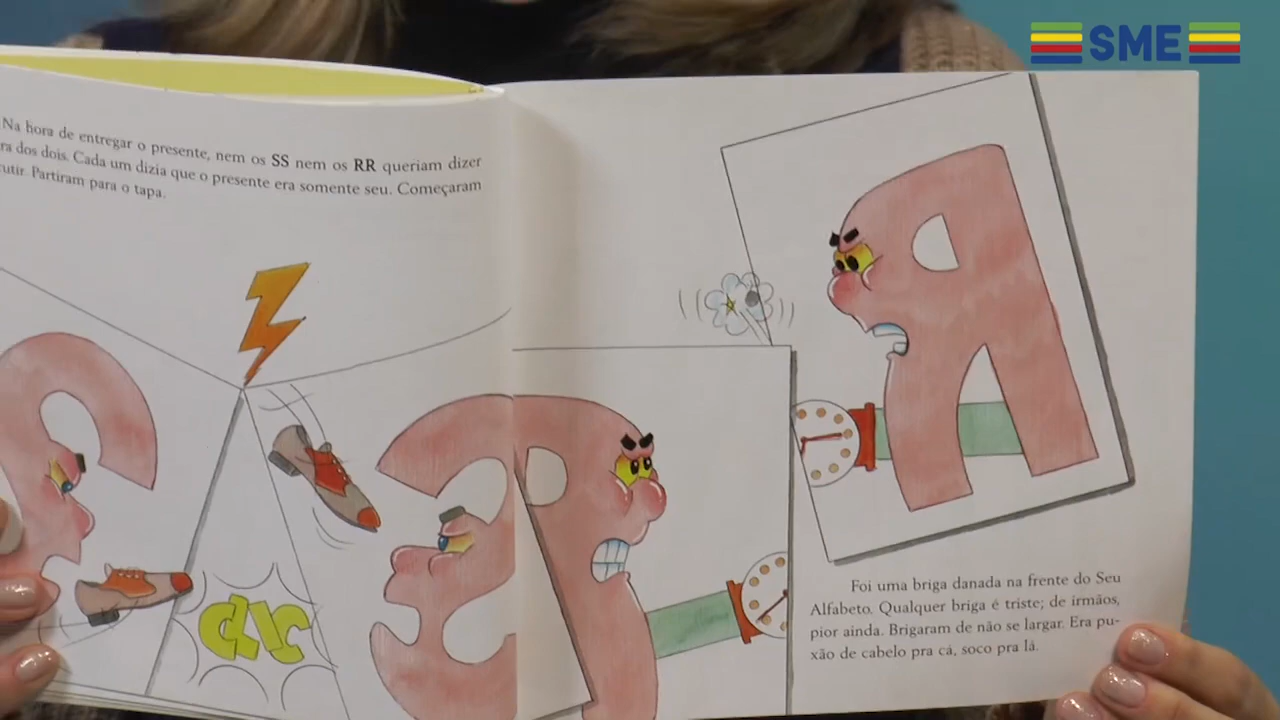 Na hora de entregar o presente, nem os SS nem os RR queriam dizer
ra dos dois. Cada um dizia que o presente era somente seu. Começaram
cutir. Partiram para o tapa.
Foi uma briga danada na frente do Seu
Alfabeto. Qualquer briga é triste; de irmãos,
pior ainda. Brigaram de não se largar. Era pu-
xão de cabelo pra cá, soco pra lá.
SME